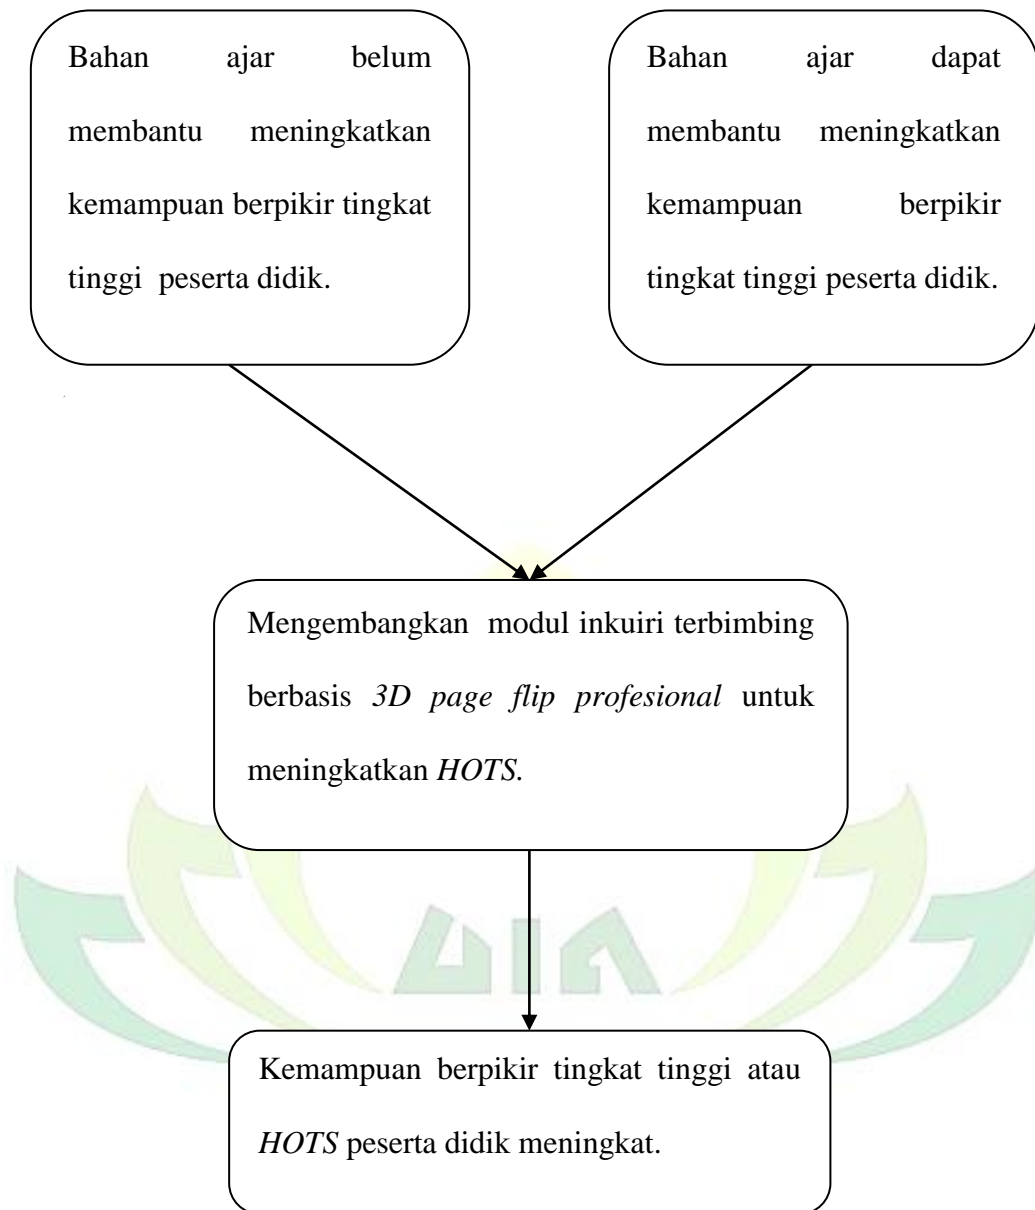 Bahan ajar belum
membantu meningkatkan
kemampuan berpikir tingkat
tinggi peserta didik.
Bahan ajar dapat
membantu meningkatkan
kemampuan berpikir
tingkat tinggi peserta didik.
Mengembangkan modul inkuiri terbimbing
berbasis 3D page flip profesional untuk
meningkatkan HOTS.
UIN
Kemampuan berpikir tingkat tinggi atau
HOTS peserta didik meningkat.